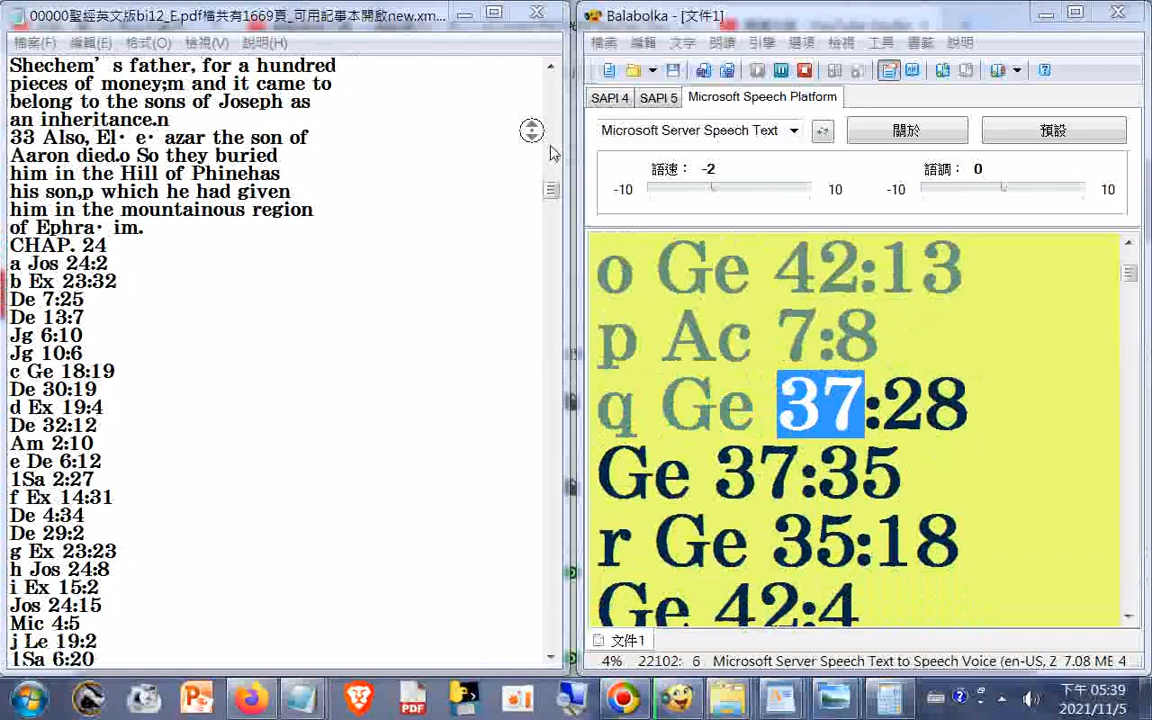 00000聖經英文版bi12_E.pdf檔共有1669頁_可用記事本開啟new.xm...
檔案(F) 編輯(E) 格式(O) 檢視(V) 說明(H)
Shechem’s father, for a hundred
pieces of money;m and it came to
belong to the sons of Joseph as
an inheritance.n
33 Also, El·e·azar the son of
Aaron died.o So they buried
him in the Hill of Phinehas
his son,p which he had given
him in the mountainous region
of Ephra·im.
CHAP. 24
a Jos 24:2
b Ex 23:32
De 7:25
De 13:7
Jg 6:10
Jg 10:6
c Ge 18:19
De 30:19
d Ex 19:4
De 32:12
Am 2:10
e De 6:12
1Sa 2:27
f Ex 14:31
De 4:34
De 29:2
g Ex 23:23
h Jos 24:8
i Ex 15:2
Jos 24:15
Mic 4:5
j Le 19:2
1Sa 6:20
Balabolka - [文件1]
檔案 編輯 文字 朗讀 引擎 選項 檢視 工具 書籤 說明
SAPI 4 SAPI 5 Microsoft Speech Platform
Microsoft Server Speech Text 關於 預設
語速： -2 語調： 0
-10 10 -10 10
o Ge 42:13
p Ac 7:8
q Ge 37:28
Ge 37:35
r Ge 35:18
Ge 42:4
文件1
4% 22102: 6 Microsoft Server Speech Text to Speech Voice (en-US, Z 7.08 ME 4
PDF
下午 05:39
2021/11/5